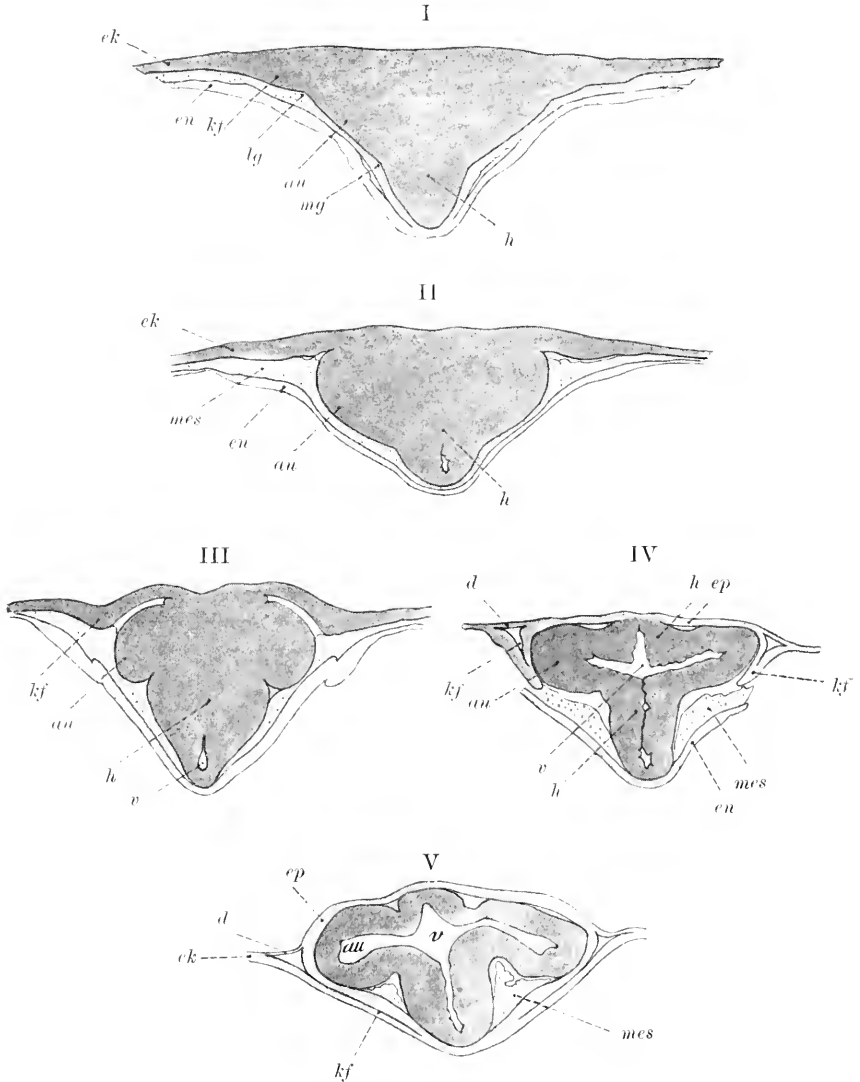 I
ek
en kf
lg
au
mg
h
II
ek
mes
en
au
h
III
kf
au
h
v
IV
d
h ep
kf
au
kf
v
h
mes
en
V
ep
d
ek
au
v
kf
mes